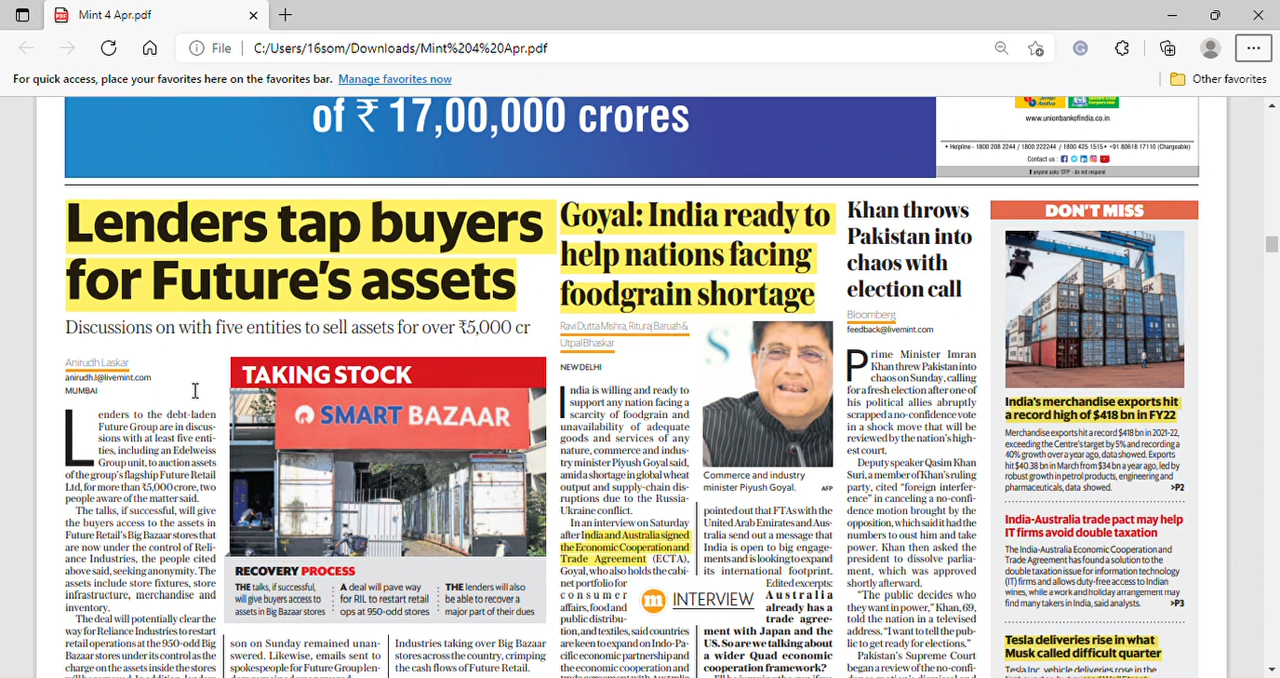 Mint 4 Apr.pdf
File
C:/Users/16som/Downloads/Mint%204%20Apr.pdf
For quick access, place your favorites here on the favorites bar. Manage favorites now
Other favorites
of ₹ 17,00,000 crores
www.unionbankofindia.co.in
• Helpline - 1800 208 2244 / 1800 222244 / 1800 425 1515 • +91 80618 17110 (Chargeable)
Contact us :
If anyone asks 'OTP' - do not respond
Lenders tap buyers
for Future's assets
Discussions on with five entities to sell assets for over ₹5,000 cr
Anirudh Laskar
anirudh.l@livemint.com
MUMBAI
Lenders to the debt-laden
Future Group are in discus-
sions with at least five enti-
ties, including an Edelweiss
Group unit, to auction assets
of the group's flagship Future Retail
Ltd, for more than ₹5,000 crore, two
people aware of the matter said.
The talks, if successful, will give
the buyers access to the assets in
Future Retail's Big Bazaar stores that
are now under the control of Reli-
ance Industries, the people cited
above said, seeking anonymity. The
assets include store fixtures, store
infrastructure, merchandise and
inventory.
The deal will potentially clear the
way for Reliance Industries to restart
retail operations at the 950-odd Big
Bazaar stores under its control as the
charge on the assets inside the stores
TAKING STOCK
SMART BAZAAR
RECOVERY PROCESS
THE talks, if successful,
will give buyers access to
assets in Big Bazaar stores
A deal will pave way
for RIL to restart retail
ops at 950-odd stores
THE lenders will also
be able to recover a
major part of their dues
son on Sunday remained unan-
swered. Likewise, emails sent to
spokespeople for Future Group len-
Industries taking over Big Bazaar
stores across the country, crimping
the cash flows of Future Retail.
Goyal: India ready to
help nations facing
foodgrain shortage
Ravi Dutta Mishra, Rituraj Baruah &
Utpal Bhaskar
NEW DELHI
India is willing and ready to
support any nation facing a
scarcity of foodgrain and
unavailability of adequate
goods and services of any
nature, commerce and indus-
try minister Piyush Goyal said,
amid a shortage in global wheat
output and supply-chain dis-
ruptions due to the Russia-
Ukraine conflict.
In an interview on Saturday
after India and Australia signed
the Economic Cooperation and
Trade Agreement (ECTA),
Goyal, who also holds the cabi-
net portfolio for
consumer
affairs, food and
public distribu-
tion, and textiles, said countries
are keen to expand on Indo-Pa-
cific economic partnership and
the economic cooperation and
trade agreement with Australia
Commerce and industry
minister Piyush Goyal.
AFP
pointed out that FTAs with the
United Arab Emirates and Aus-
tralia send out a message that
India is open to big engage-
ments and is looking to expand
its international footprint.
Edited excerpts:
m INTERVIEW
Australia
already has a
trade agree-
ment with Japan and the
US. So are we talking about
a wider Quad economic
cooperation framework?
Khan throws
Pakistan into
chaos with
election call
Bloomberg
feedback@livemint.com
Prime Minister Imran
Khan threw Pakistan into
chaos on Sunday, calling
for a fresh election after one of
his political allies abruptly
scrapped a no-confidence vote
in a shock move that will be
reviewed by the nation's high-
est court.
Deputy speaker Qasim Khan
Suri, a member of Khan's ruling
party, cited "foreign interfer-
ence" in canceling a no-confi-
dence motion brought by the
opposition, which said it had the
numbers to oust him and take
power. Khan then asked the
president to dissolve parlia-
ment, which was approved
shortly afterward.
"The public decides who
they want in power," Khan, 69,
told the nation in a televised
address. "I want to tell the pub-
lic to get ready for elections."
Pakistan's Supreme Court
began a review of the no-confi-
DON'T MISS
India's merchandise exports hit
a record high of $418 bn in FY22
Merchandise exports hit a record $418 bn in 2021-22,
exceeding the Centre's target by 5% and recording a
40% growth over a year ago, data showed. Exports
hit $40.38 bn in March from $34 bn a year ago, led by
robust growth in petrol products, engineering and
pharmaceuticals, data showed. >P2
India-Australia trade pact may help
IT firms avoid double taxation
The India-Australia Economic Cooperation and
Trade Agreement has found a solution to the
double taxation issue for information technology
(IT) firms and allows duty-free access to Indian
wines, while a work and holiday arrangement may
find many takers in India, said analysts. >P3
Tesla deliveries rise in what
Musk called difficult quarter
Tesla Inc. vehicle deliveries rose in the